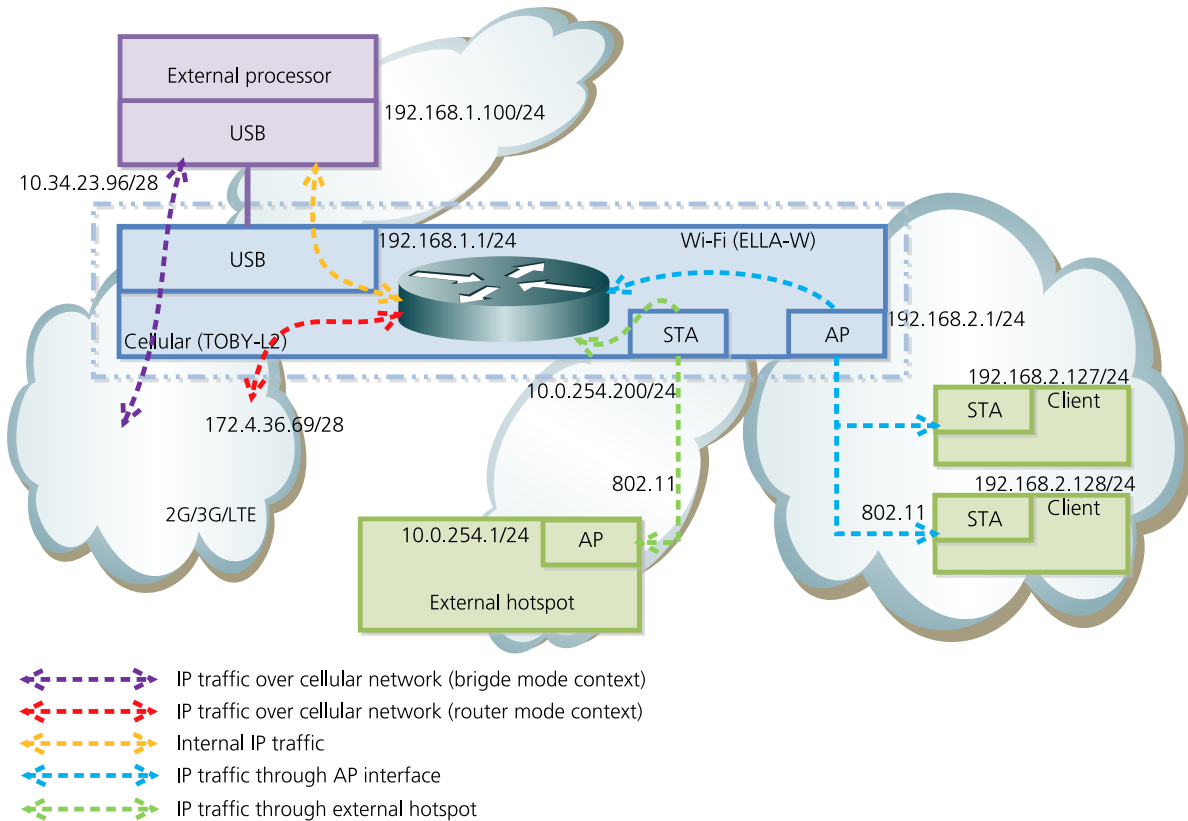 External processor
USB
192.168.1.100/24
10.34.23.96/28
USB
192.168.1.1/24
Wi-Fi (ELLA-W)
Cellular (TOBY-L2)
STA
AP
192.168.2.1/24
172.4.36.69/28
10.0.254.200/24
192.168.2.127/24
STA
Client
802.11
192.168.2.128/24
STA
Client
802.11
2G/3G/LTE
10.0.254.1/24
AP
External hotspot
IP traffic over cellular network (brigde mode context)
IP traffic over cellular network (router mode context)
Internal IP traffic
IP traffic through AP interface
IP traffic through external hotspot